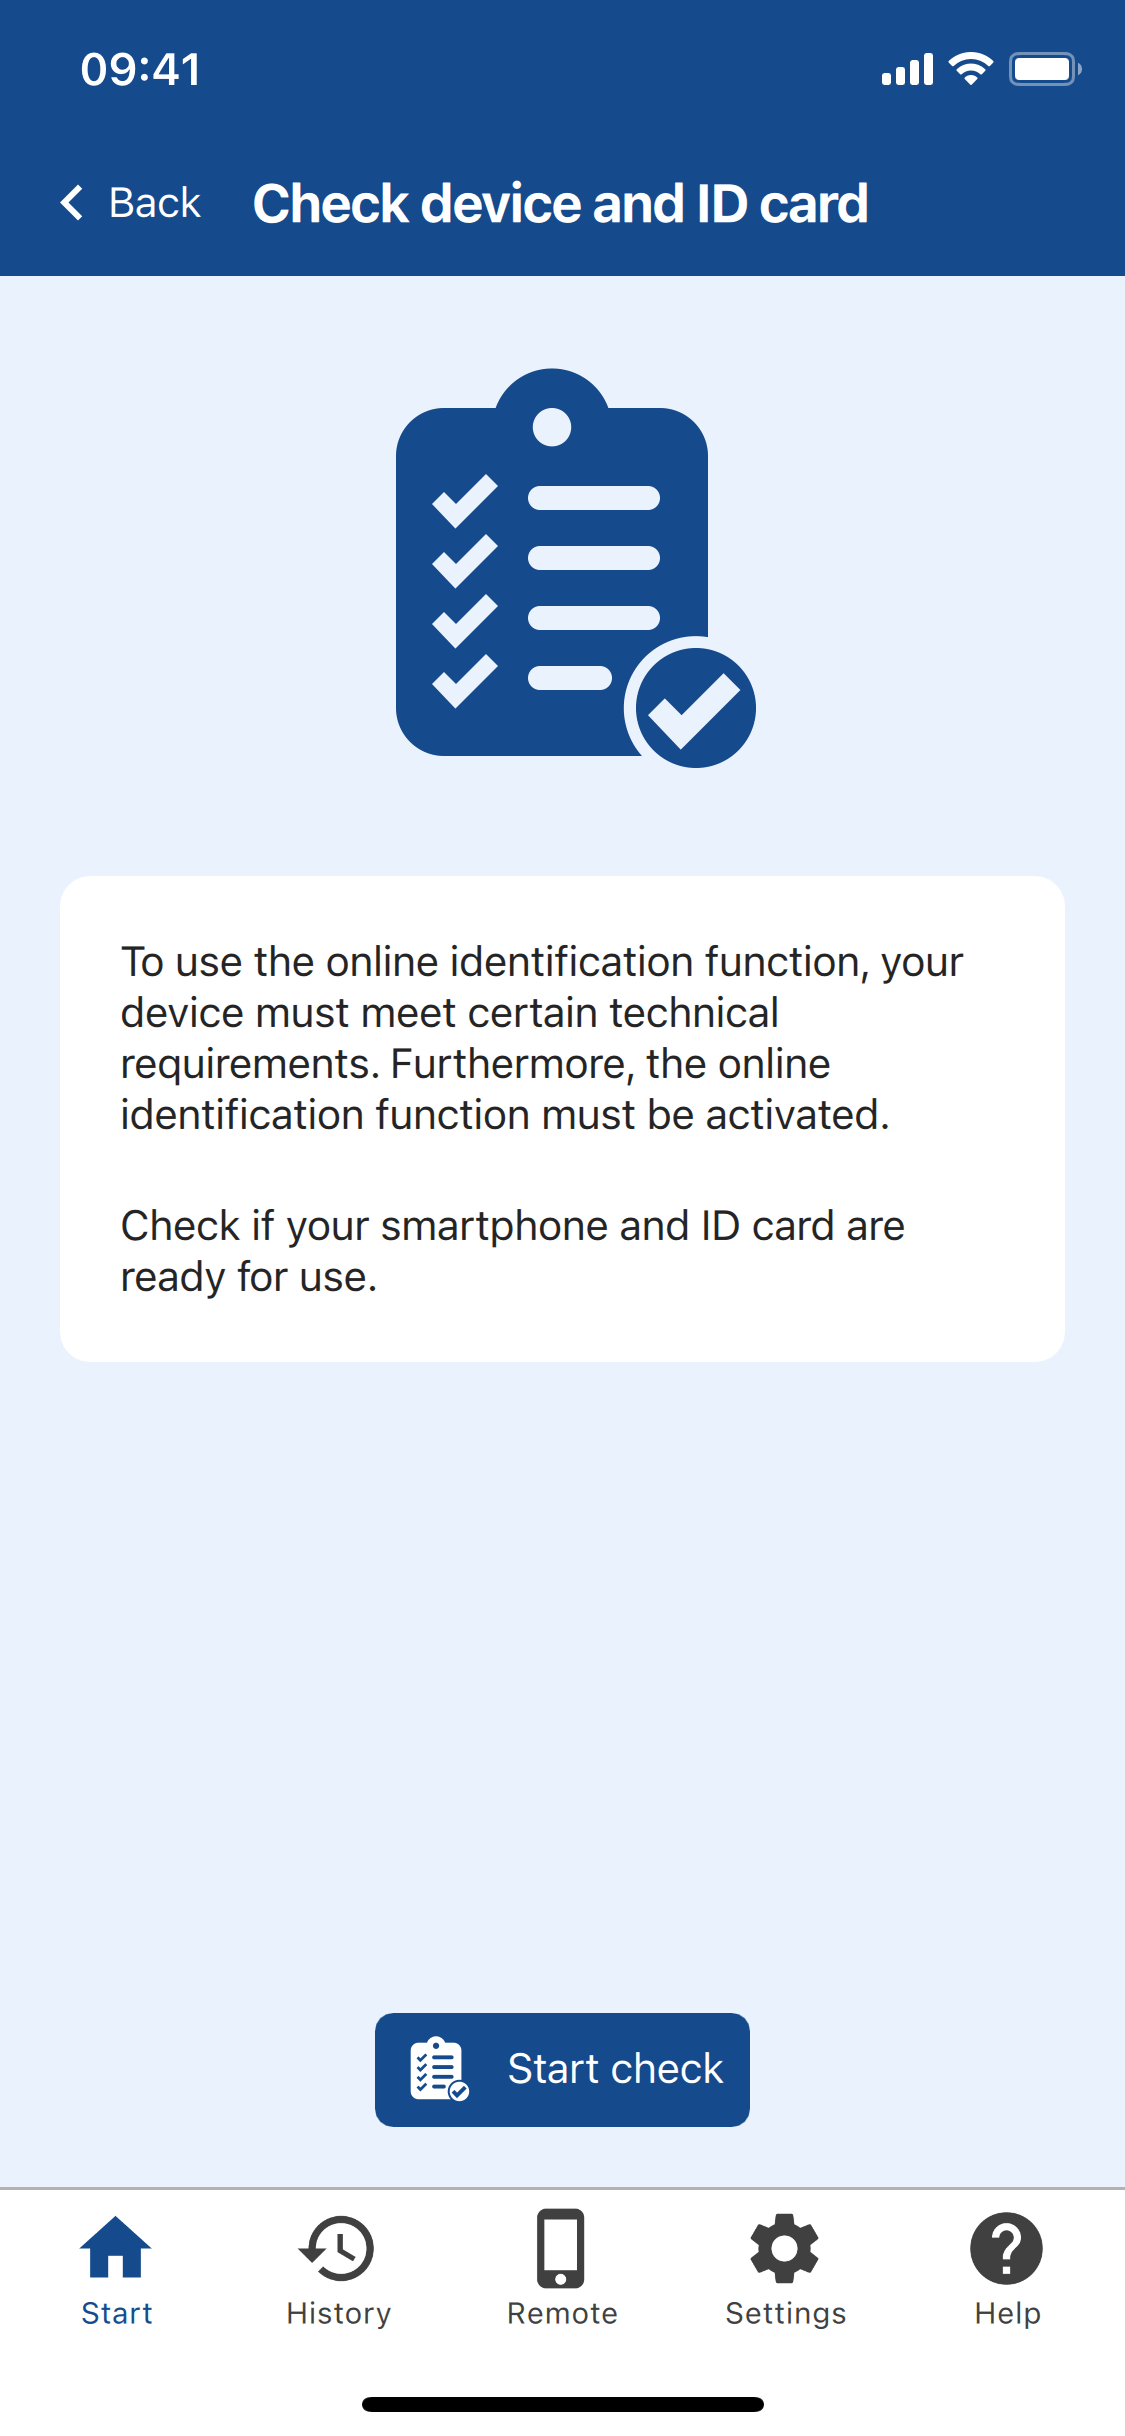 09:41
Back
Check device and ID card
To use the online identification function, your
device must meet certain technical
requirements. Furthermore, the online
identification function must be activated.
Check if your smartphone and ID card are
ready for use.
Start check
Start
History
Remote
Settings
Help